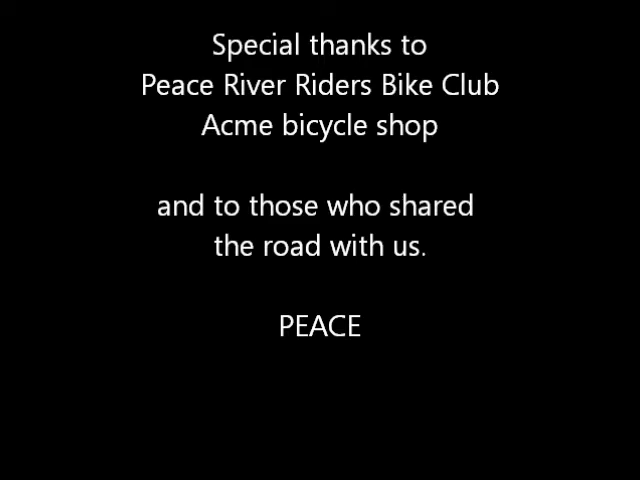 Special thanks to
Peace River Riders Bike Club
Acme bicycle shop
and to those who shared
the road with us.
PEACE